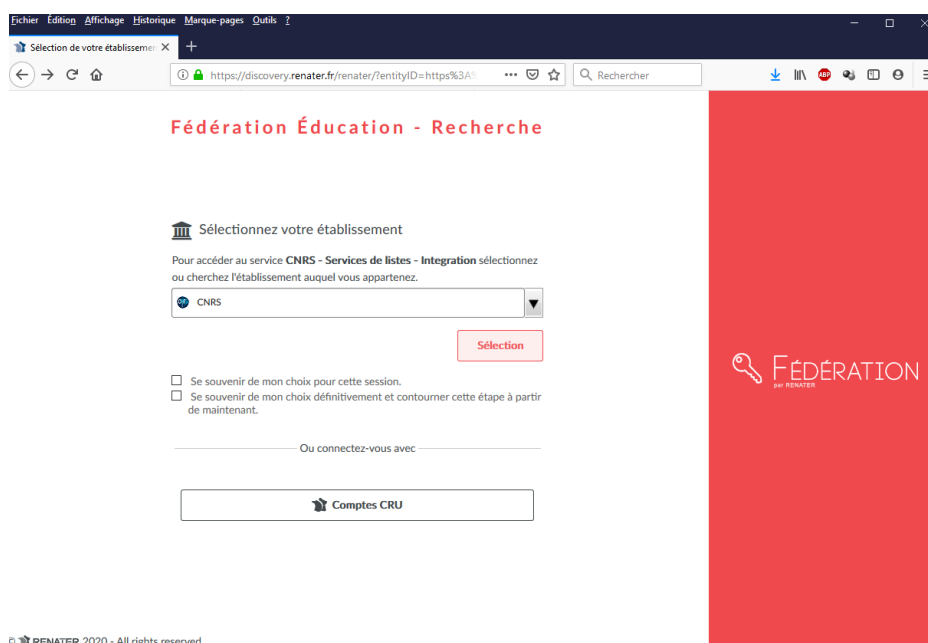 Fichier Édition Affichage Historique Marque-pages Outils ?
Sélection de votre établissemen
https://discovery.renater.fr/renater/?entityID=https%3A%
Rechercher
ABP
Fédération Éducation - Recherche
Sélectionnez votre établissement
Pour accéder au service CNRS - Services de listes - Integration sélectionnez
ou cherchez l'établissement auquel vous appartenez.
CNRS
Sélection
FÉDÉRATION
par RENATER
Se souvenir de mon choix pour cette session.
Se souvenir de mon choix définitivement et contourner cette étape à partir
de maintenant.
Ou connectez-vous avec
Comptes CRU
© RENATER 2020 - All rights reserved